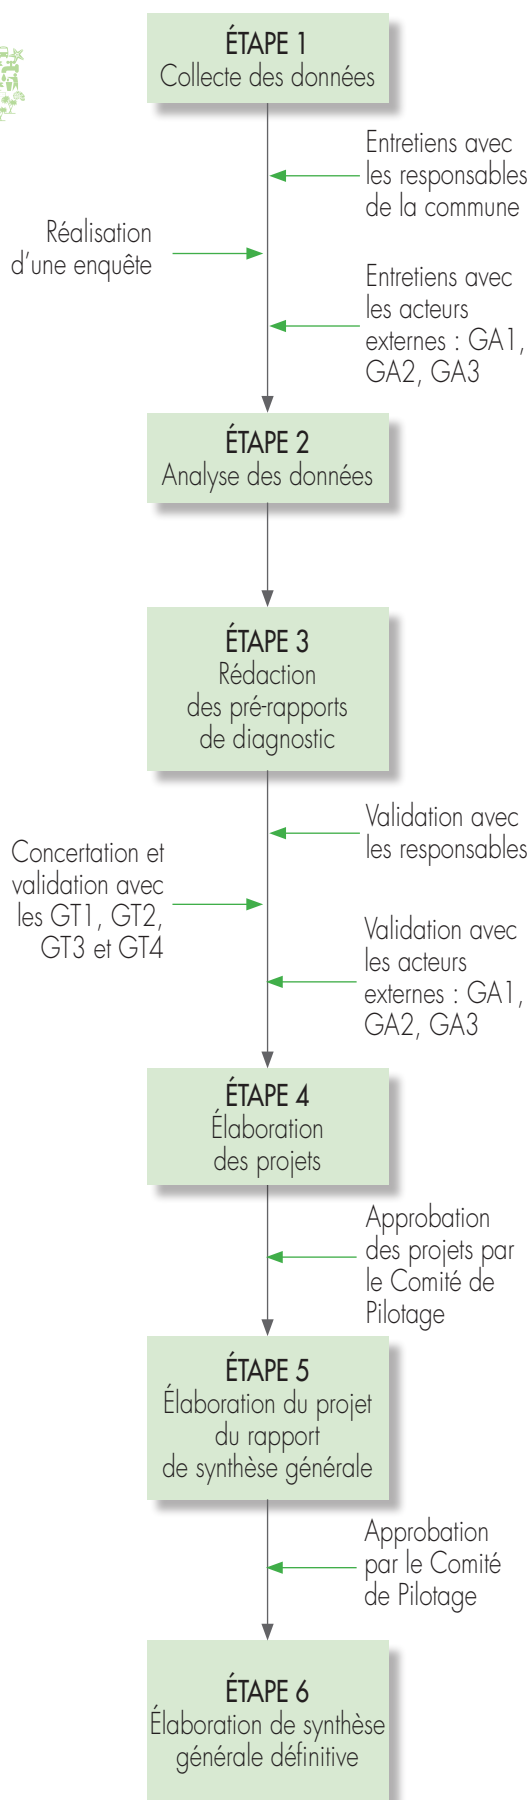 ÉTAPE 1
Collecte des données
Entretiens avec
les responsables
de la commune
Réalisation
d'une enquête
Entretiens avec
les acteurs
externes : GA1,
GA2, GA3
ÉTAPE 2
Analyse des données
ÉTAPE 3
Rédaction
des pré-rapports
de diagnostic
Validation avec
les responsables
Concertation et
validation avec
les GT1, GT2,
GT3 et GT4
Validation avec
les acteurs
externes : GA1,
GA2, GA3
ÉTAPE 4
Élaboration
des projets
Approbation
des projets par
le Comité de
Pilotage
ÉTAPE 5
Élaboration du projet
du rapport
de synthèse générale
Approbation
par le Comité
de Pilotage
ÉTAPE 6
Élaboration de synthèse
générale définitive